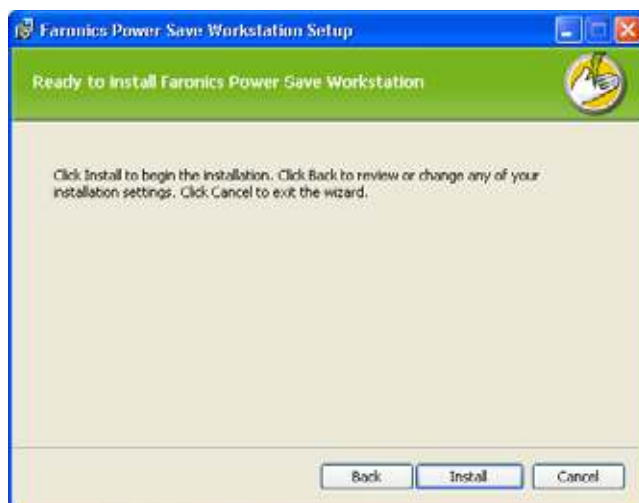 Faronics Power Save Workstation Setup
Ready to install Faronics Power Save Workstation
Click Install to begin the installation. Click Back to review or change any of your
installation settings. Click Cancel to exit the wizard.
Back Install Cancel